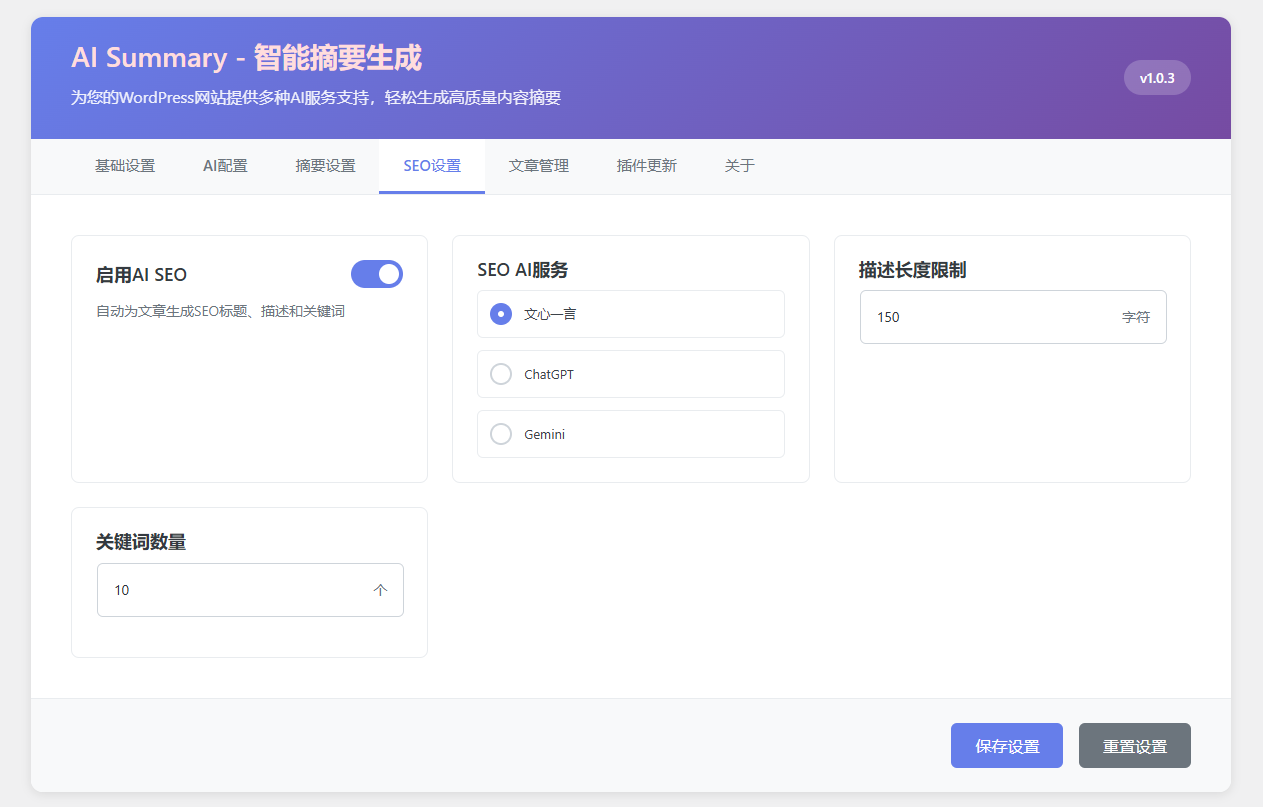 AI Summary - 智能摘要生成
为您的WordPress网站提供多种AI服务支持，轻松生成高质量内容摘要
v1.0.3
基础设置
AI配置
摘要设置
SEO设置
文章管理
插件更新
关于
启用AI SEO
自动为文章生成SEO标题、描述和关键词
SEO AI服务
文心一言
ChatGPT
Gemini
描述长度限制
150
字符
关键词数量
10
个
保存设置
重置设置